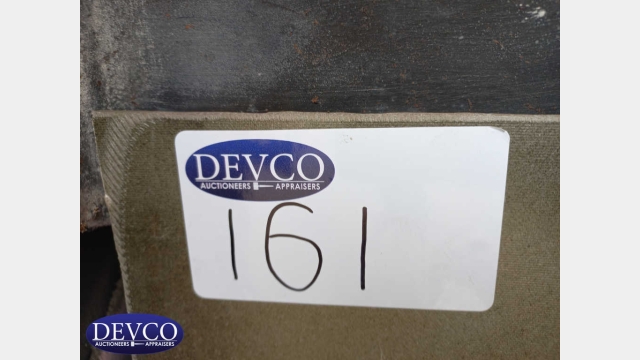 DEVCO
AUCTIONEERS APPRAISERS
161
DEVCO
AUCTIONEERS APPRAISERS